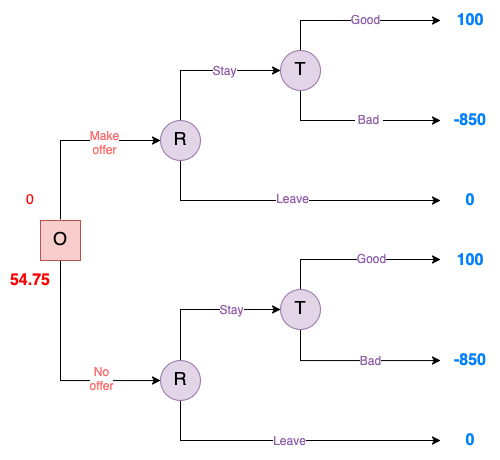 Good
100
Stay
T
Bad
-850
Make
offer
R
Leave
0
0
O
54.75
Good
100
Stay
T
Bad
-850
No
offer
R
Leave
0